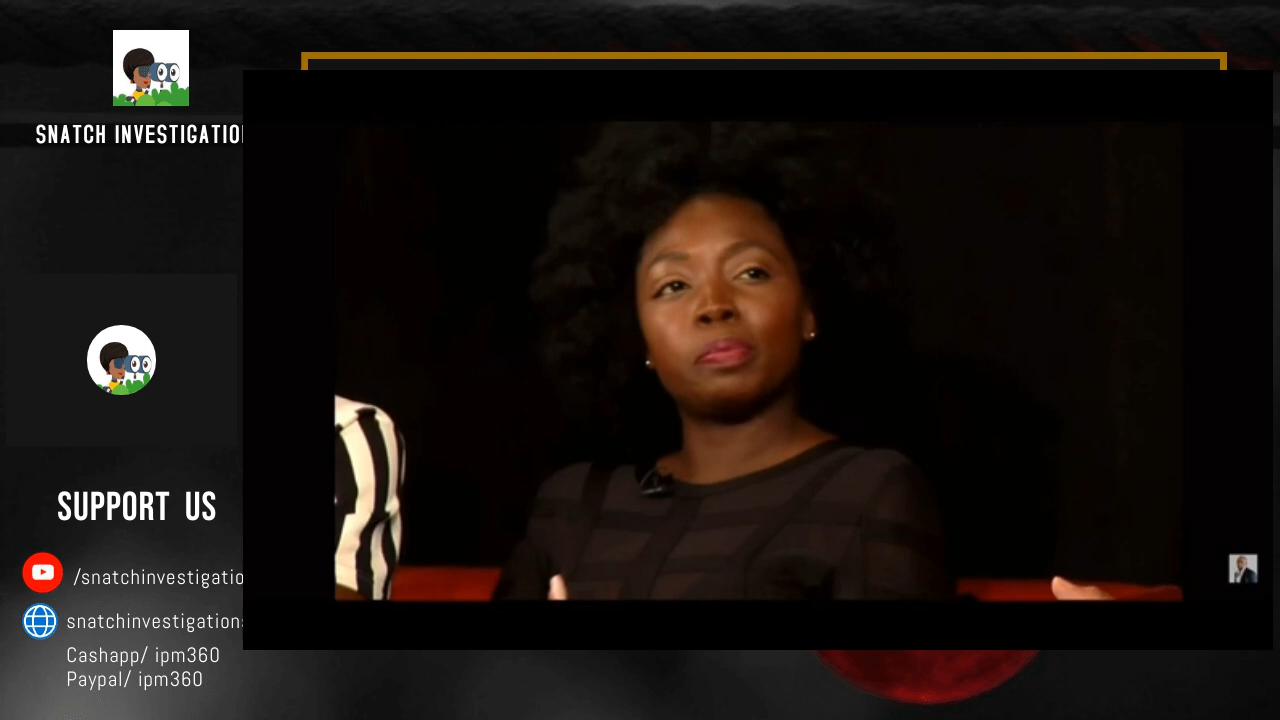 SNATCH INVESTIGATIO
SUPPORT US
/snatchinvestigatio
snatchinvestigations
Cashapp/ ipm360
Paypal/ ipm360